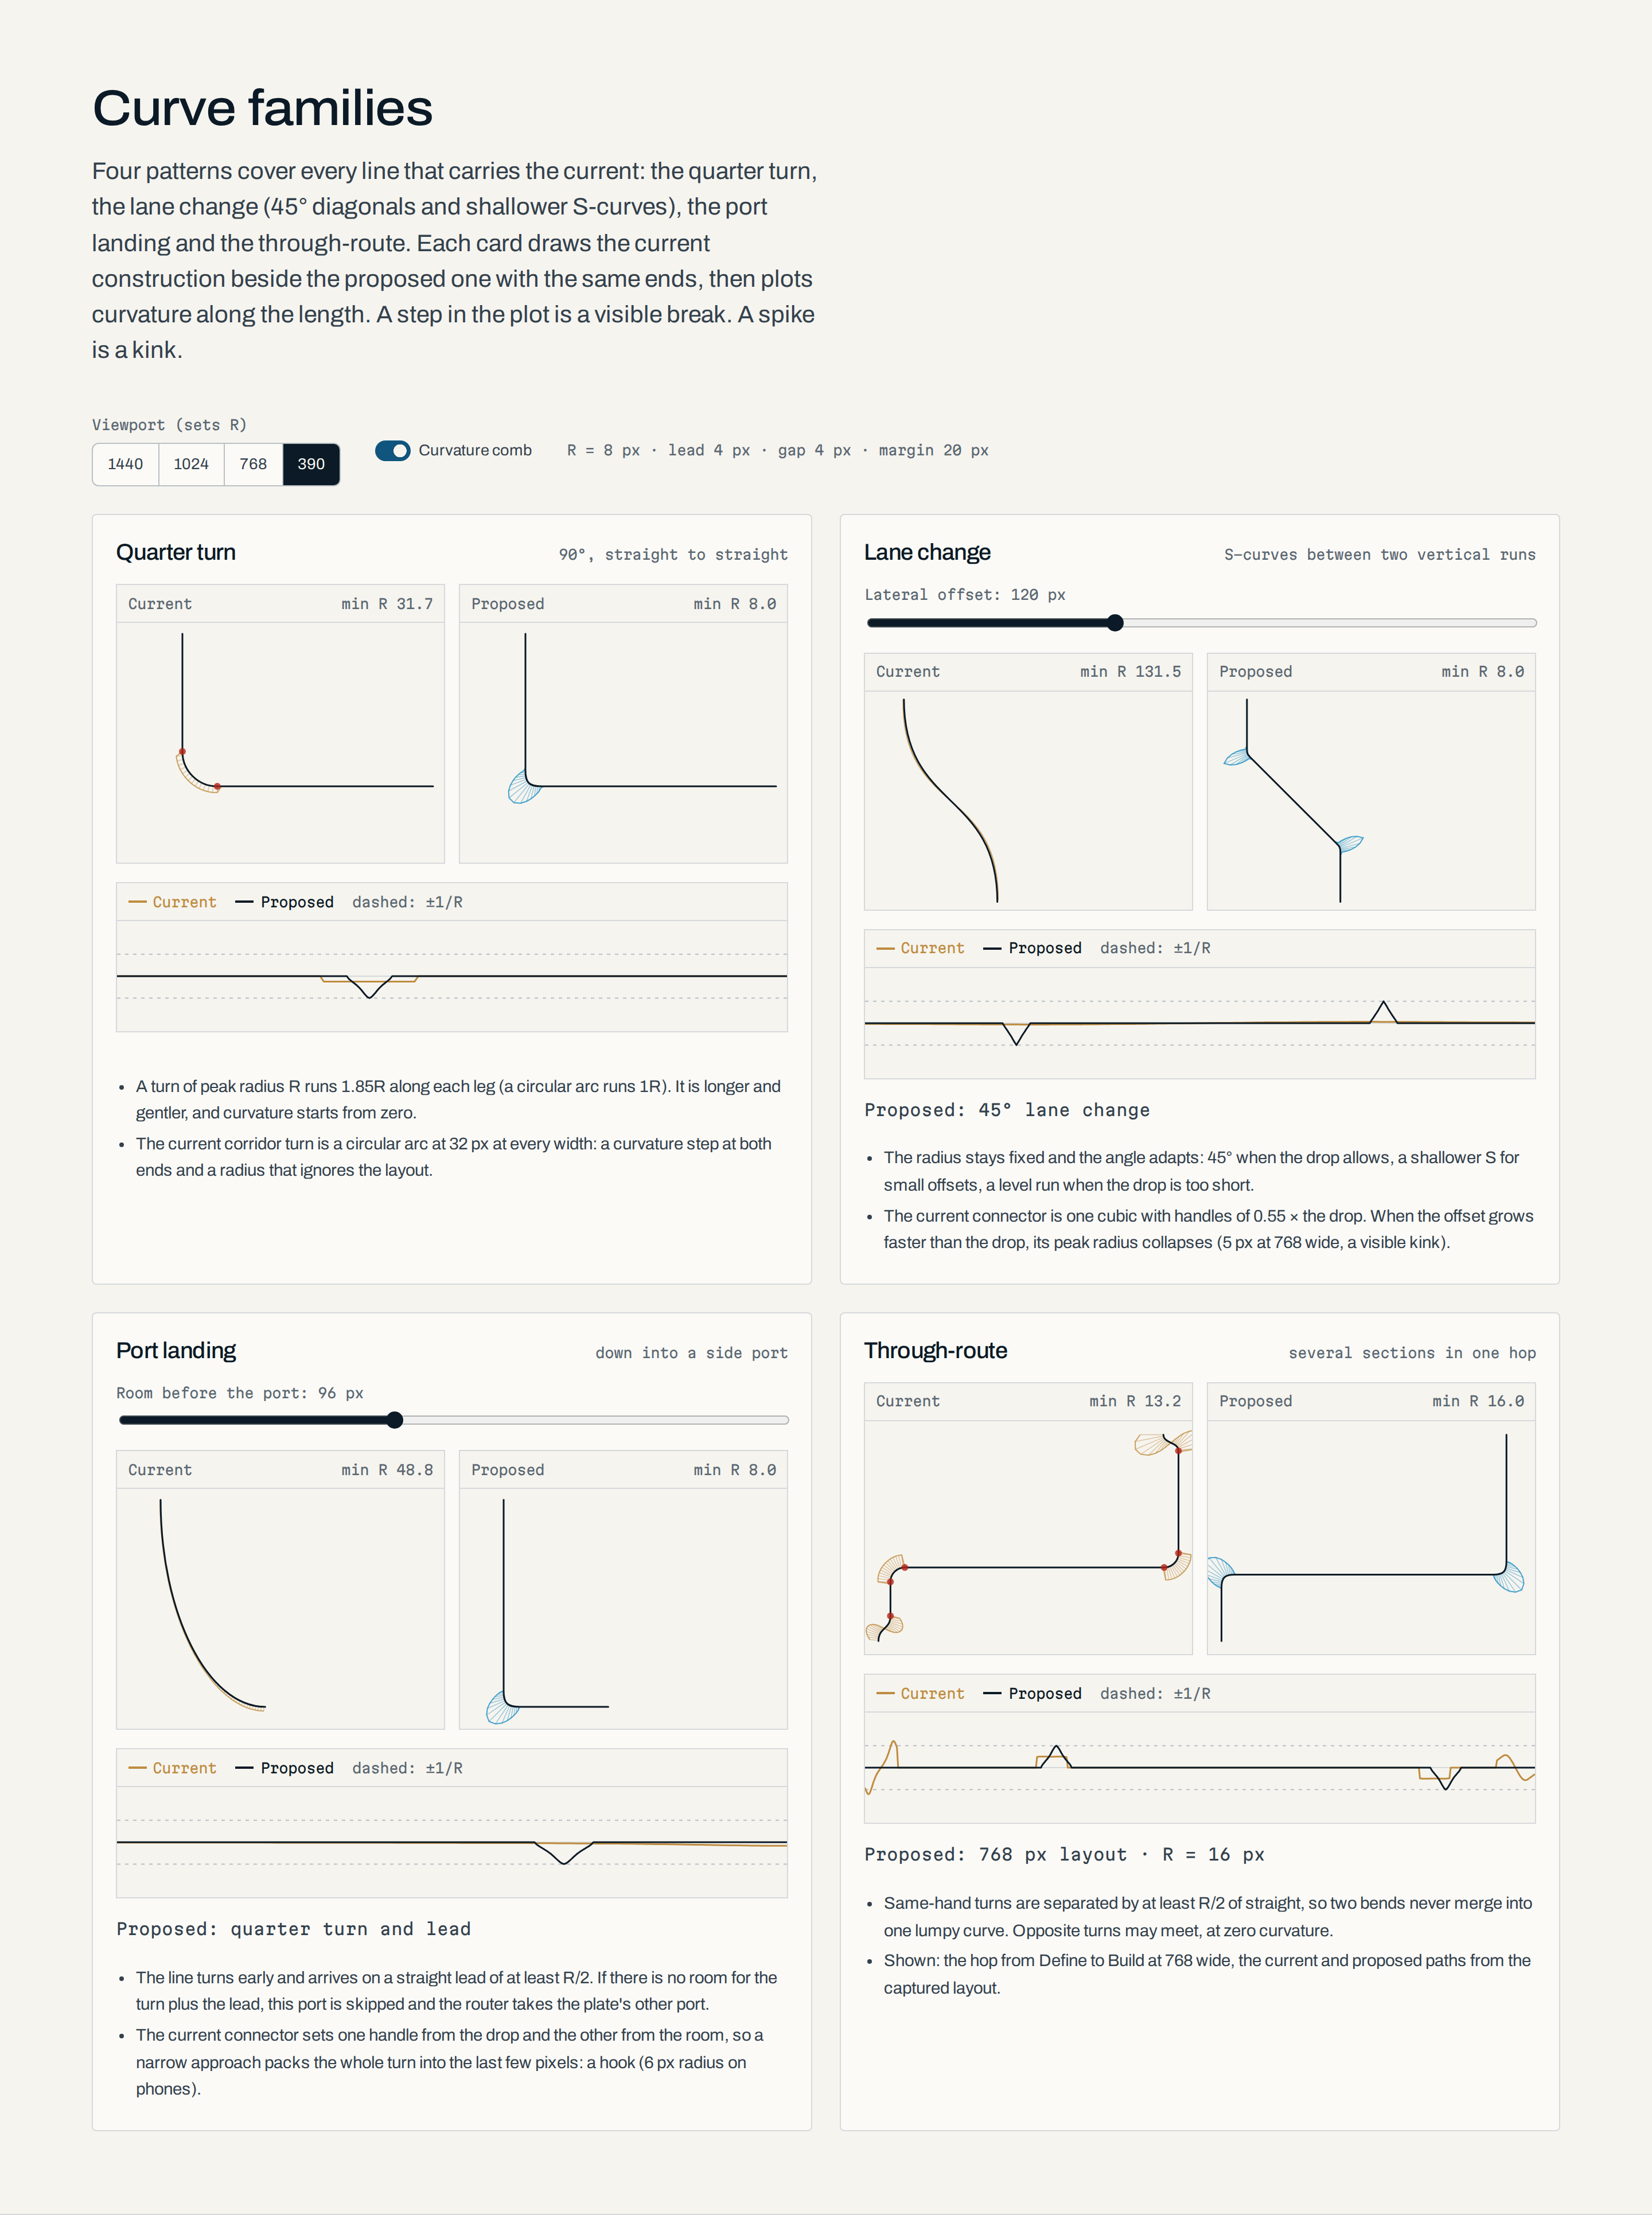 Curve families
Four patterns cover every line that carries the current: the quarter turn,
the lane change (45° diagonals and shallower S-curves), the port
landing and the through-route. Each card draws the current
construction beside the proposed one with the same ends, then plots
curvature along the length. A step in the plot is a visible break. A spike
is a kink.
Viewport (sets R)
1440 1024 768 390
Curvature comb
R = 8 px · lead 4 px · gap 4 px · margin 20 px
Quarter turn
90°, straight to straight
Current min R 31.7
Proposed min R 8.0
Current Proposed dashed: ±1/R
• A turn of peak radius R runs 1.85R along each leg (a circular arc runs 1R). It is longer and
gentler, and curvature starts from zero.
• The current corridor turn is a circular arc at 32 px at every width: a curvature step at both
ends and a radius that ignores the layout.
Lane change
S-curves between two vertical runs
Lateral offset: 120 px
Current min R 131.5
Proposed min R 8.0
Current Proposed dashed: ±1/R
Proposed: 45° lane change
• The radius stays fixed and the angle adapts: 45° when the drop allows, a shallower S for
small offsets, a level run when the drop is too short.
• The current connector is one cubic with handles of 0.55 × the drop. When the offset grows
faster than the drop, its peak radius collapses (5 px at 768 wide, a visible kink).
Port landing
down into a side port
Room before the port: 96 px
Current min R 48.8
Proposed min R 8.0
Current Proposed dashed: ±1/R
Proposed: quarter turn and lead
• The line turns early and arrives on a straight lead of at least R/2. If there is no room for the
turn plus the lead, this port is skipped and the router takes the plate's other port.
• The current connector sets one handle from the drop and the other from the room, so a
narrow approach packs the whole turn into the last few pixels: a hook (6 px radius on
phones).
Through-route
several sections in one hop
Current min R 13.2
Proposed min R 16.0
Current Proposed dashed: ±1/R
Proposed: 768 px layout · R = 16 px
• Same-hand turns are separated by at least R/2 of straight, so two bends never merge into
one lumpy curve. Opposite turns may meet, at zero curvature.
• Shown: the hop from Define to Build at 768 wide, the current and proposed paths from the
captured layout.